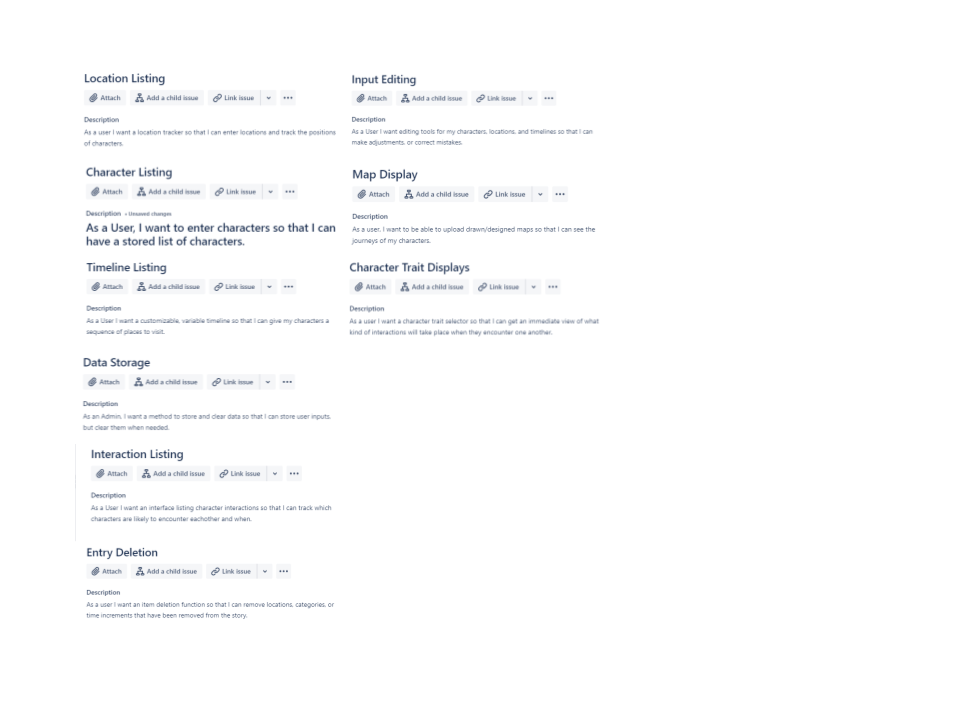 Location Listing
Attach Add a child issue Link issue
Description
As a user I want a location tracker so that I can enter locations and track the positions
of characters.
Character Listing
Attach Add a child issue Link issue
Description • Unsaved changes
As a User, I want to enter characters so that I can
have a stored list of characters.
Timeline Listing
Attach Add a child issue Link issue
Description
As a User I want a customizable, variable timeline so that I can give my characters a
sequence of places to visit.
Data Storage
Attach Add a child issue Link issue
Description
As an Admin, I want a method to store and clear data so that I can store user inputs,
but clear them when needed.
Interaction Listing
Attach Add a child issue Link issue
Description
As a User I want an interface listing character interactions so that I can track which
characters are likely to encounter eachother and when.
Entry Deletion
Attach Add a child issue Link issue
Description
As a user I want an item deletion function so that I can remove locations, categories, or
time increments that have been removed from the story.
Input Editing
Attach Add a child issue Link issue
Description
As a User I want editing tools for my characters, locations, and timelines so that I can
make adjustments, or correct mistakes.
Map Display
Attach Add a child issue Link issue
Description
As a user, I want to be able to upload drawn/designed maps so that I can see the
journeys of my characters.
Character Trait Displays
Attach Add a child issue Link issue
Description
As a user I want a character trait selector so that I can get an immediate view of what
kind of interactions will take place when they encounter one another.